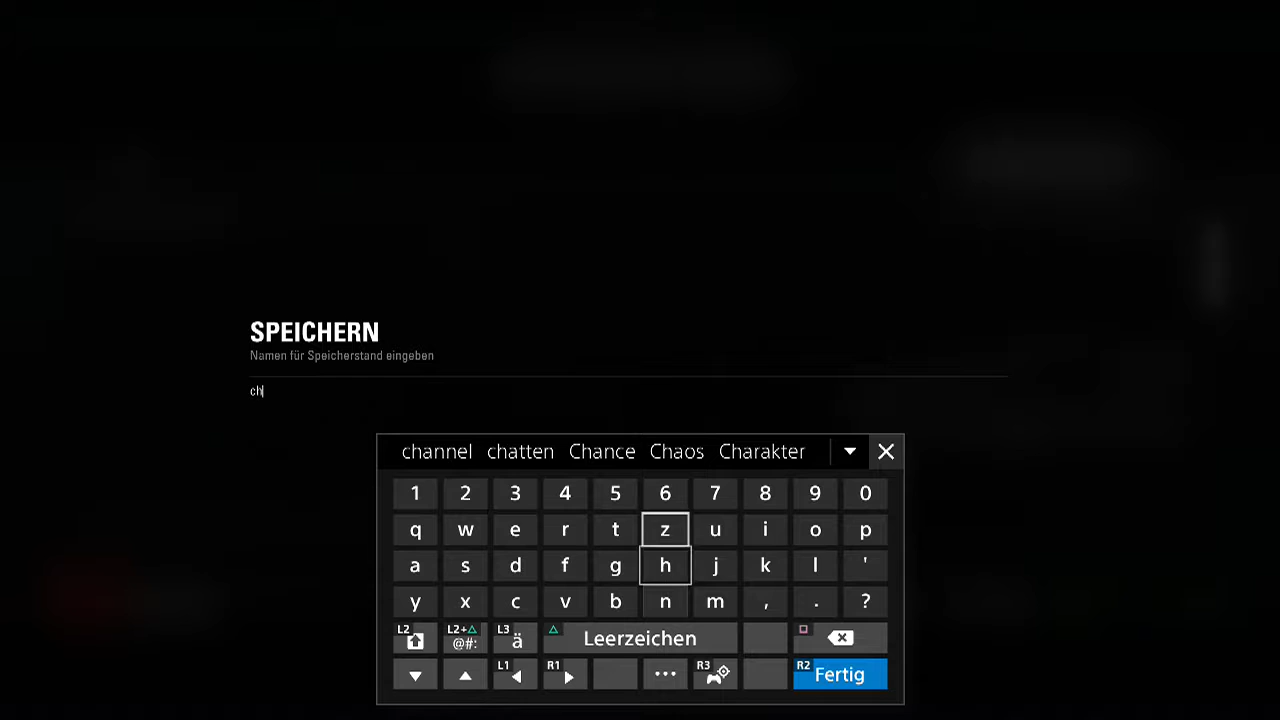 SPEICHERN
Namen für Speicherstand eingeben
ch
channel chatten Chance Chaos Charakter
1 2 3 4 5 6 7 8 9 0
q w e r t z u i o p
a s d f g h j k l '
y x c v b n m , . ?
L2 L2+△ @#: L3 ä △ Leerzeichen □
L1 R1 ... R3 R2 Fertig